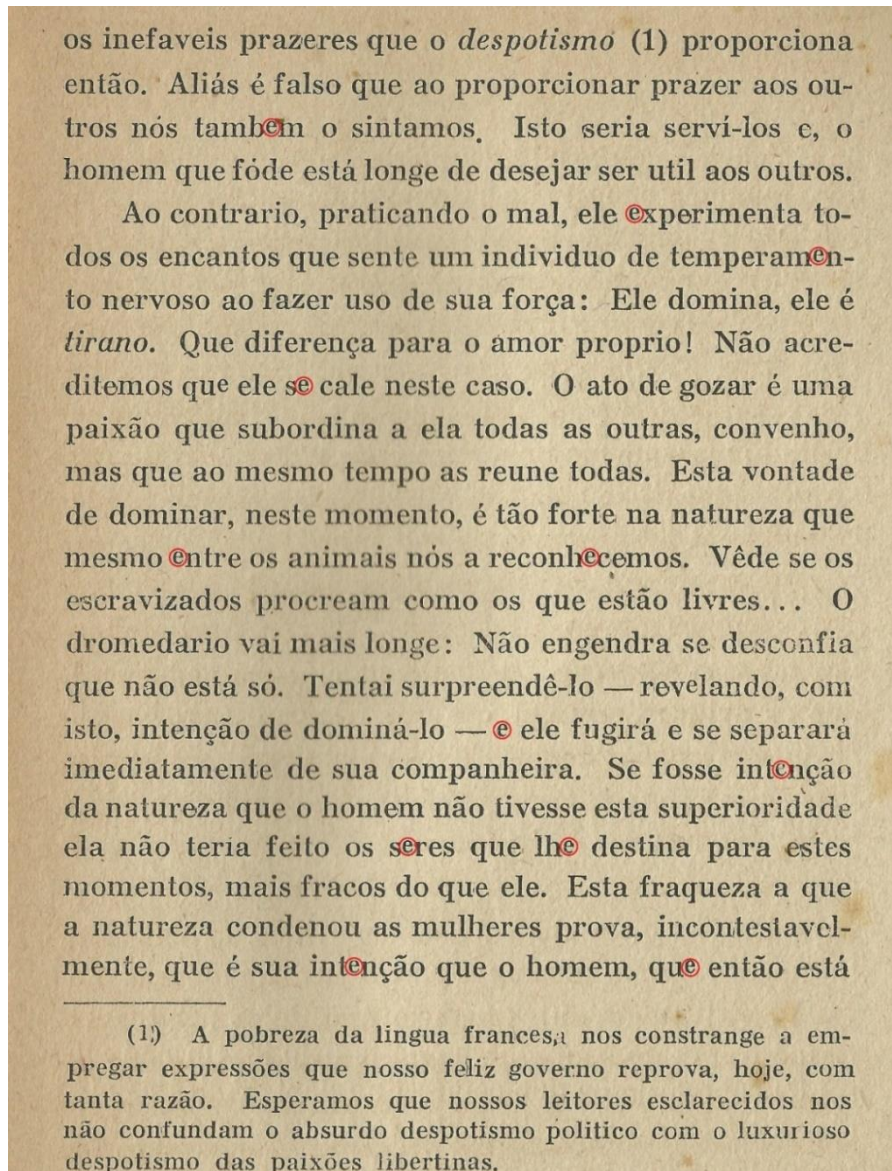 os inefaveis prazeres que o despotismo (1) proporciona
então. Aliás é falso que ao proporcionar prazer aos ou-
tros nós tambem o sintamos. Isto seria serví-los e, o
homem que fóde está longe de desejar ser util aos outros.
Ao contrario, praticando o mal, ele experimenta to-
dos os encantos que sente um individuo de temperamen-
to nervoso ao fazer uso de sua força: Ele domina, ele é
tirano. Que diferença para o amor proprio! Não acre-
ditemos que ele se cale neste caso. O ato de gozar é uma
paixão que subordina a ela todas as outras, convenho,
mas que ao mesmo tempo as reune todas. Esta vontade
de dominar, neste momento, é tão forte na natureza que
mesmo entre os animais nós a reconhecemos. Vêde se os
escravizados procream como os que estão livres... O
dromedario vai mais longe: Não engendra se desconfia
que não está só. Tentai surpreendê-lo — revelando, com
isto, intenção de dominá-lo — e ele fugirá e se separará
imediatamente de sua companheira. Se fosse intenção
da natureza que o homem não tivesse esta superioridade
ela não teria feito os seres que lhe destina para estes
momentos, mais fracos do que ele. Esta fraqueza a que
a natureza condenou as mulheres prova, incontestavel-
mente, que é sua intenção que o homem, que então está
(1) A pobreza da lingua francesa nos constrange a em-
pregar expressões que nosso feliz governo reprova, hoje, com
tanta razão. Esperamos que nossos leitores esclarecidos nos
não confundam o absurdo despotismo politico com o luxurioso
despotismo das paixões libertinas.